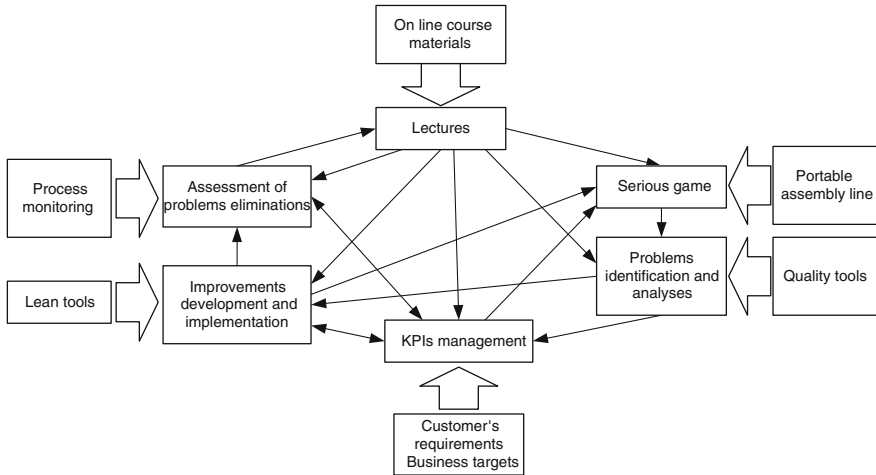 On line course
materials
Lectures
Process
monitoring
Assessment of
problems eliminations
Serious game
Portable
assembly line
Lean tools
Improvements
development and
implementation
Problems
identification and
analyses
Quality tools
KPIs management
Customer's
requirements
Business targets